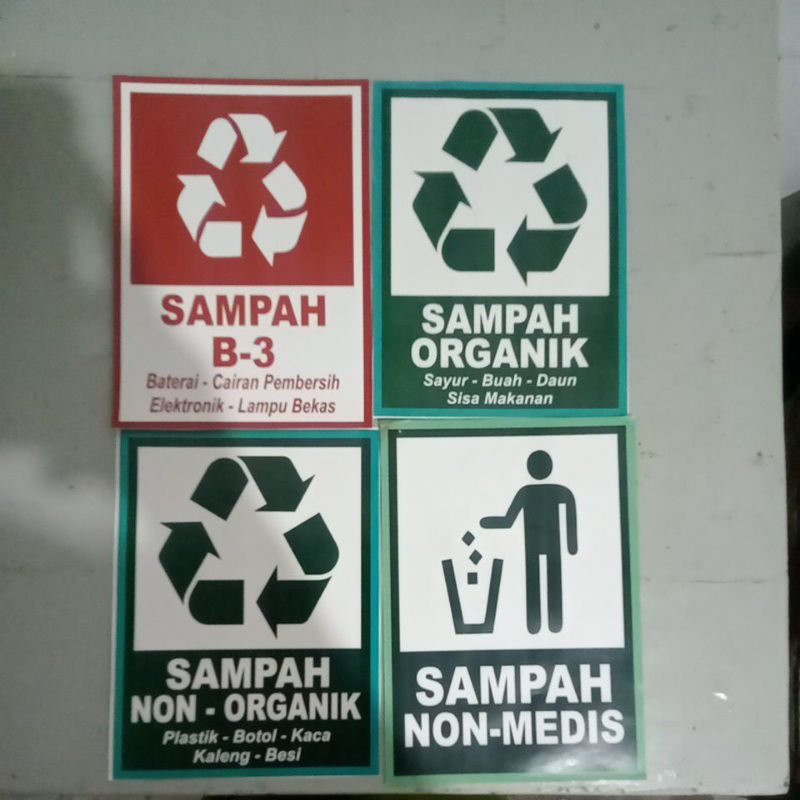 SAMPAH
B-3
Baterai - Cairan Pembersih
Elektronik - Lampu Bekas
SAMPAH
ORGANIK
Sayur - Buah - Daun
Sisa Makanan
SAMPAH
NON - ORGANIK
Plastik - Botol - Kaca
Kaleng - Besi
SAMPAH
NON-MEDIS